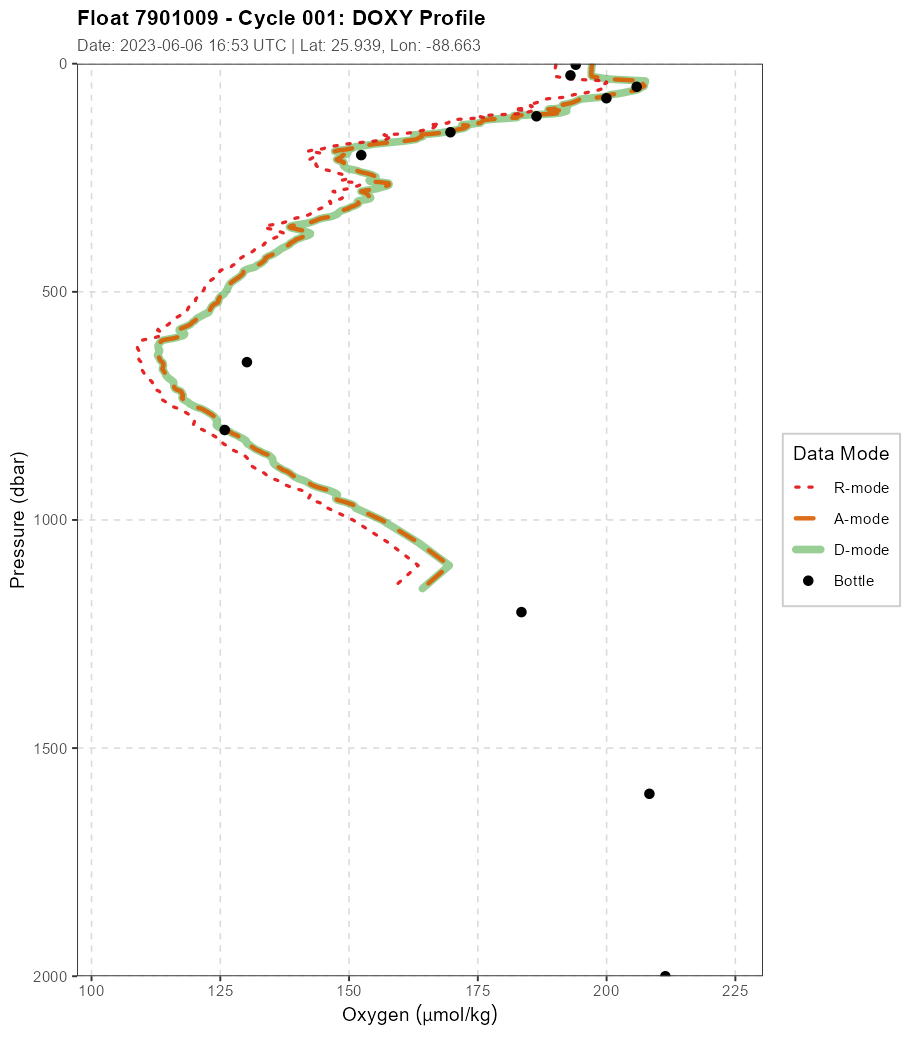 Float 7901009 - Cycle 001: DOXY Profile
Date: 2023-06-06 16:53 UTC | Lat: 25.939, Lon: -88.663
0
500
1000
1500
2000
Pressure (dbar)
100 125 150 175 200 225
Oxygen (μmol/kg)
Data Mode
R-mode
A-mode
D-mode
Bottle